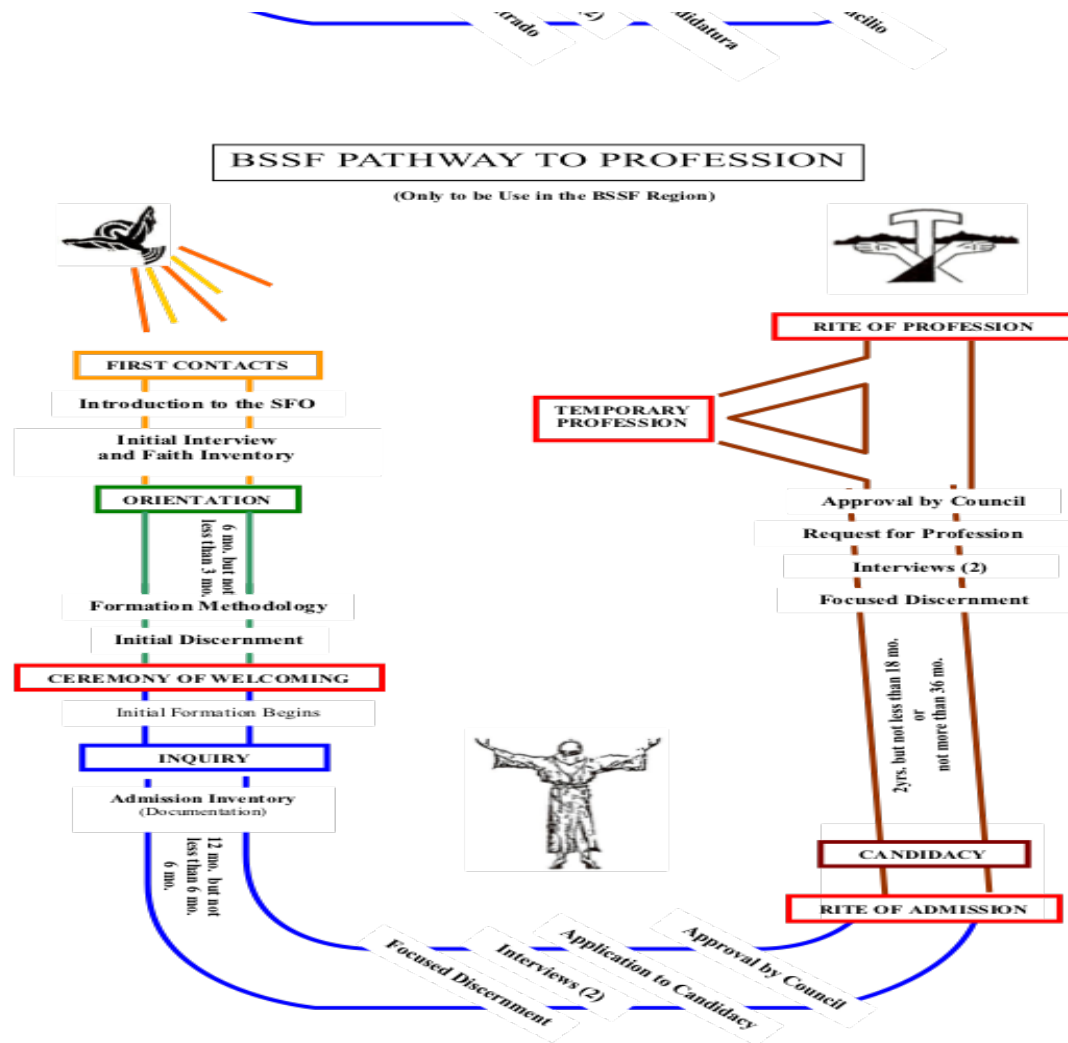 BSSF PATHWAY TO PROFESSION
(Only to be Use in the BSSF Region)
FIRST CONTACTS
Introduction to the SFO
Initial Interview
and Faith Inventory
ORIENTATION
6 mo. but not
less than 3 mo.
Formation Methodology
Initial Discernment
CEREMONY OF WELCOMING
Initial Formation Begins
INQUIRY
Admission Inventory
(Documentation)
12 mo. but not
less than 6 mo.
6 mo.
Focused Discernment
Interviews (2)
Application to Candidacy
Approval by Council
RITE OF ADMISSION
CANDIDACY
2yrs. but not less than 18 mo.
or
not more than 36 mo.
Focused Discernment
Interviews (2)
Request for Profession
Approval by Council
TEMPORARY
PROFESSION
RITE OF PROFESSION